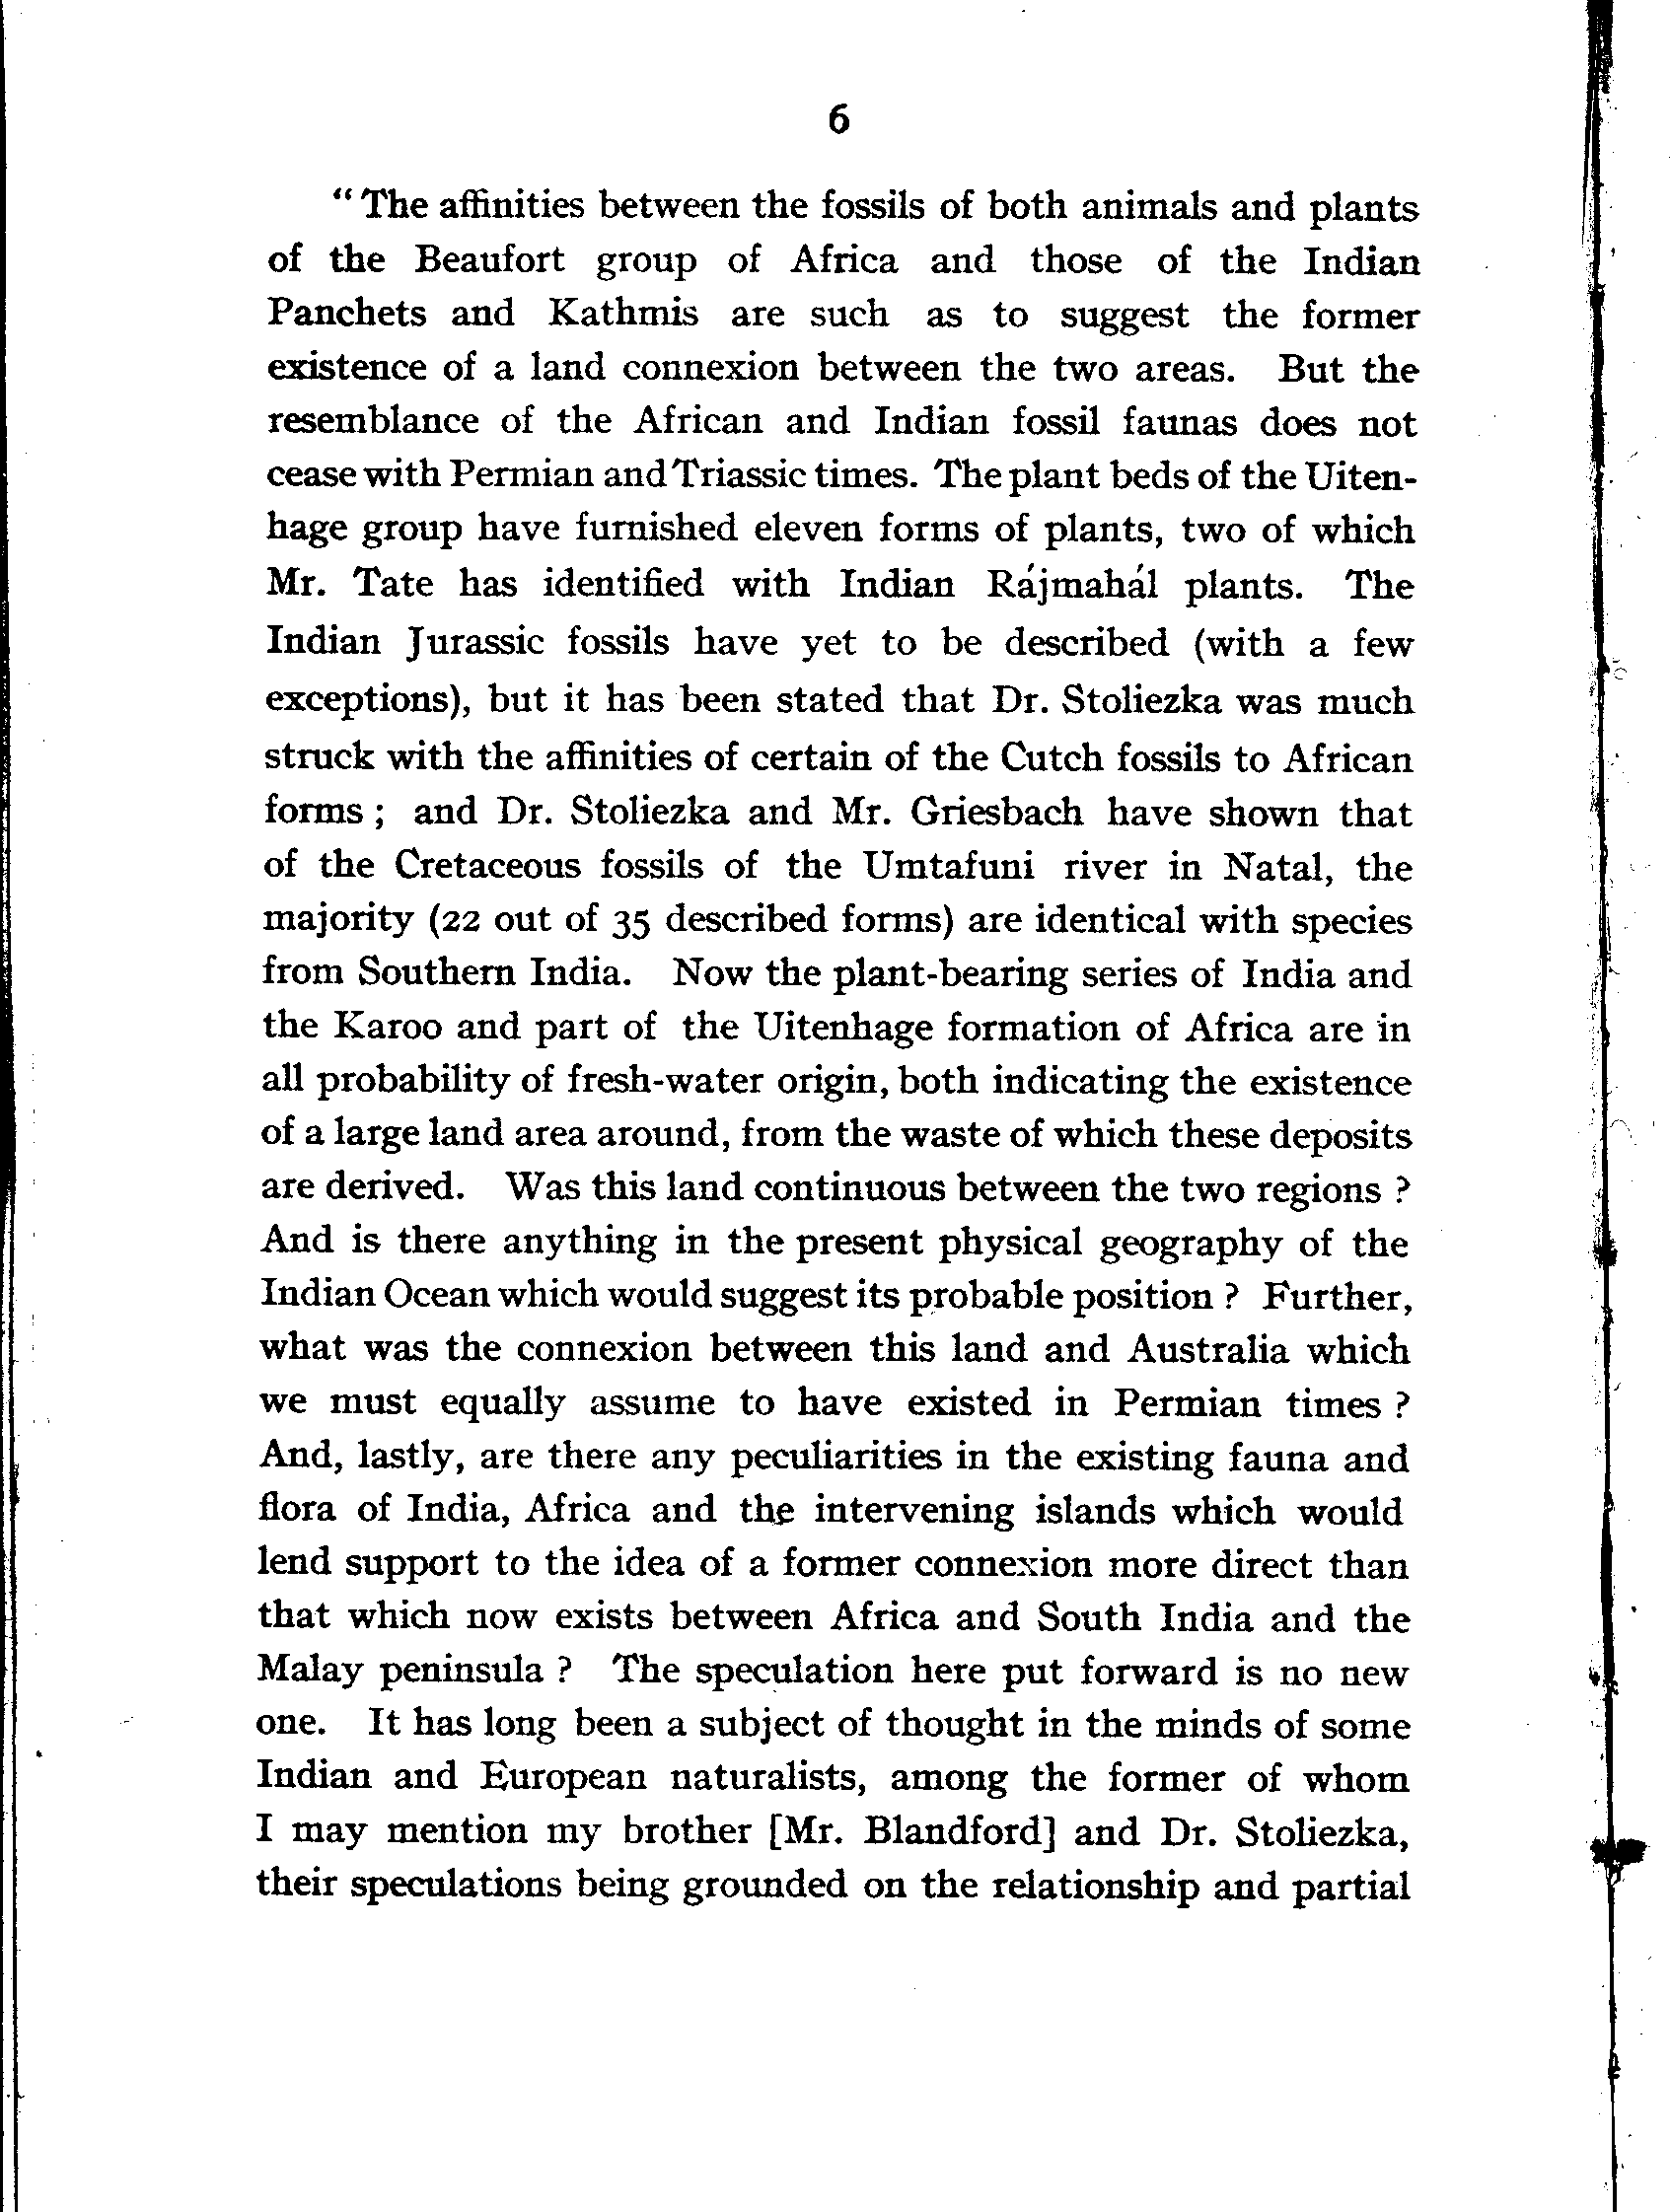 6
“ The affinities between the fossils of both animals and plants
of the Beaufort group of Africa and those of the Indian
Panchets and Kathmis are such as to suggest the former
existence of a land connexion between the two areas. But the
resemblance of the African and Indian fossil faunas does not
cease with Permian and Triassic times. The plant beds of the Uiten-
hage group have furnished eleven forms of plants, two of which
Mr. Tate has identified with Indian Rájmahál plants. The
Indian Jurassic fossils have yet to be described (with a few
exceptions), but it has been stated that Dr. Stoliezka was much
struck with the affinities of certain of the Cutch fossils to African
forms ; and Dr. Stoliezka and Mr. Griesbach have shown that
of the Cretaceous fossils of the Umtafuni river in Natal, the
majority (22 out of 35 described forms) are identical with species
from Southern India. Now the plant-bearing series of India and
the Karoo and part of the Uitenhage formation of Africa are in
all probability of fresh-water origin, both indicating the existence
of a large land area around, from the waste of which these deposits
are derived. Was this land continuous between the two regions ?
And is there anything in the present physical geography of the
Indian Ocean which would suggest its probable position ? Further,
what was the connexion between this land and Australia which
we must equally assume to have existed in Permian times ?
And, lastly, are there any peculiarities in the existing fauna and
flora of India, Africa and the intervening islands which would
lend support to the idea of a former connexion more direct than
that which now exists between Africa and South India and the
Malay peninsula ? The speculation here put forward is no new
one. It has long been a subject of thought in the minds of some
Indian and European naturalists, among the former of whom
I may mention my brother [Mr. Blandford] and Dr. Stoliezka,
their speculations being grounded on the relationship and partial